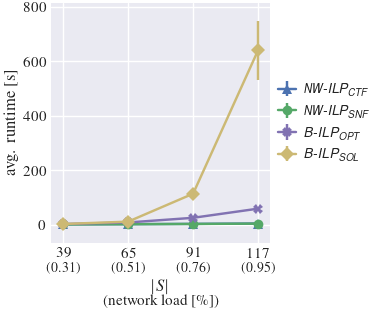 800
600
400
200
0
avg. runtime [s]
39 65 91 117
(0.31) (0.51) (0.76) (0.95)
|S|
(network load [%])
NW-ILP_CTF
NW-ILP_SNF
B-ILP_OPT
B-ILP_SOL